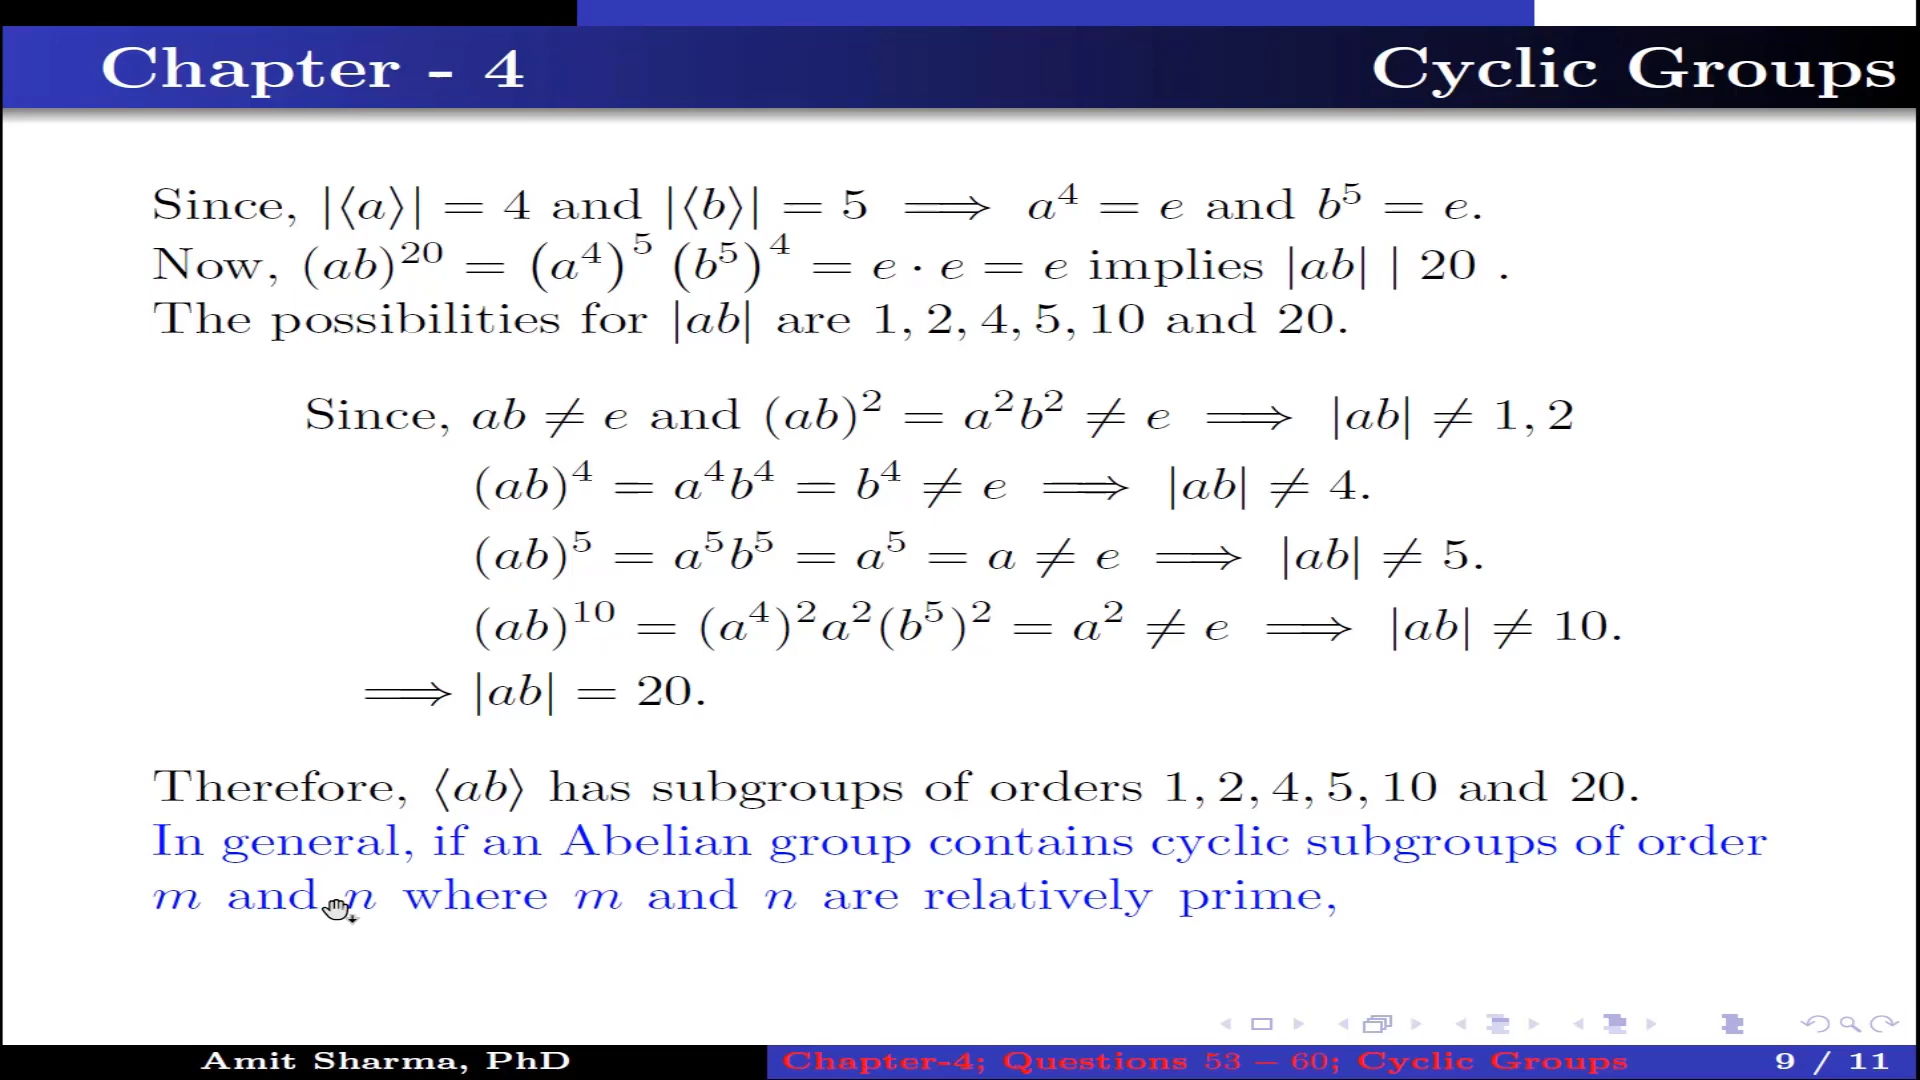 Chapter - 4 Cyclic Groups
Since, |⟨a⟩| = 4 and |⟨b⟩| = 5 ⟹ a⁴ = e and b⁵ = e.
Now, (ab)²⁰ = (a⁴)⁵ (b⁵)⁴ = e · e = e implies |ab| | 20 .
The possibilities for |ab| are 1, 2, 4, 5, 10 and 20.
Since, ab ≠ e and (ab)² = a²b² ≠ e ⟹ |ab| ≠ 1, 2
(ab)⁴ = a⁴b⁴ = b⁴ ≠ e ⟹ |ab| ≠ 4.
(ab)⁵ = a⁵b⁵ = a⁵ = a ≠ e ⟹ |ab| ≠ 5.
(ab)¹⁰ = (a⁴)²a²(b⁵)² = a² ≠ e ⟹ |ab| ≠ 10.
⟹ |ab| = 20.
Therefore, ⟨ab⟩ has subgroups of orders 1, 2, 4, 5, 10 and 20.
In general, if an Abelian group contains cyclic subgroups of order
m and n where m and n are relatively prime,
Amit Sharma, PhD Chapter-4; Questions 53 – 60; Cyclic Groups 9 / 11